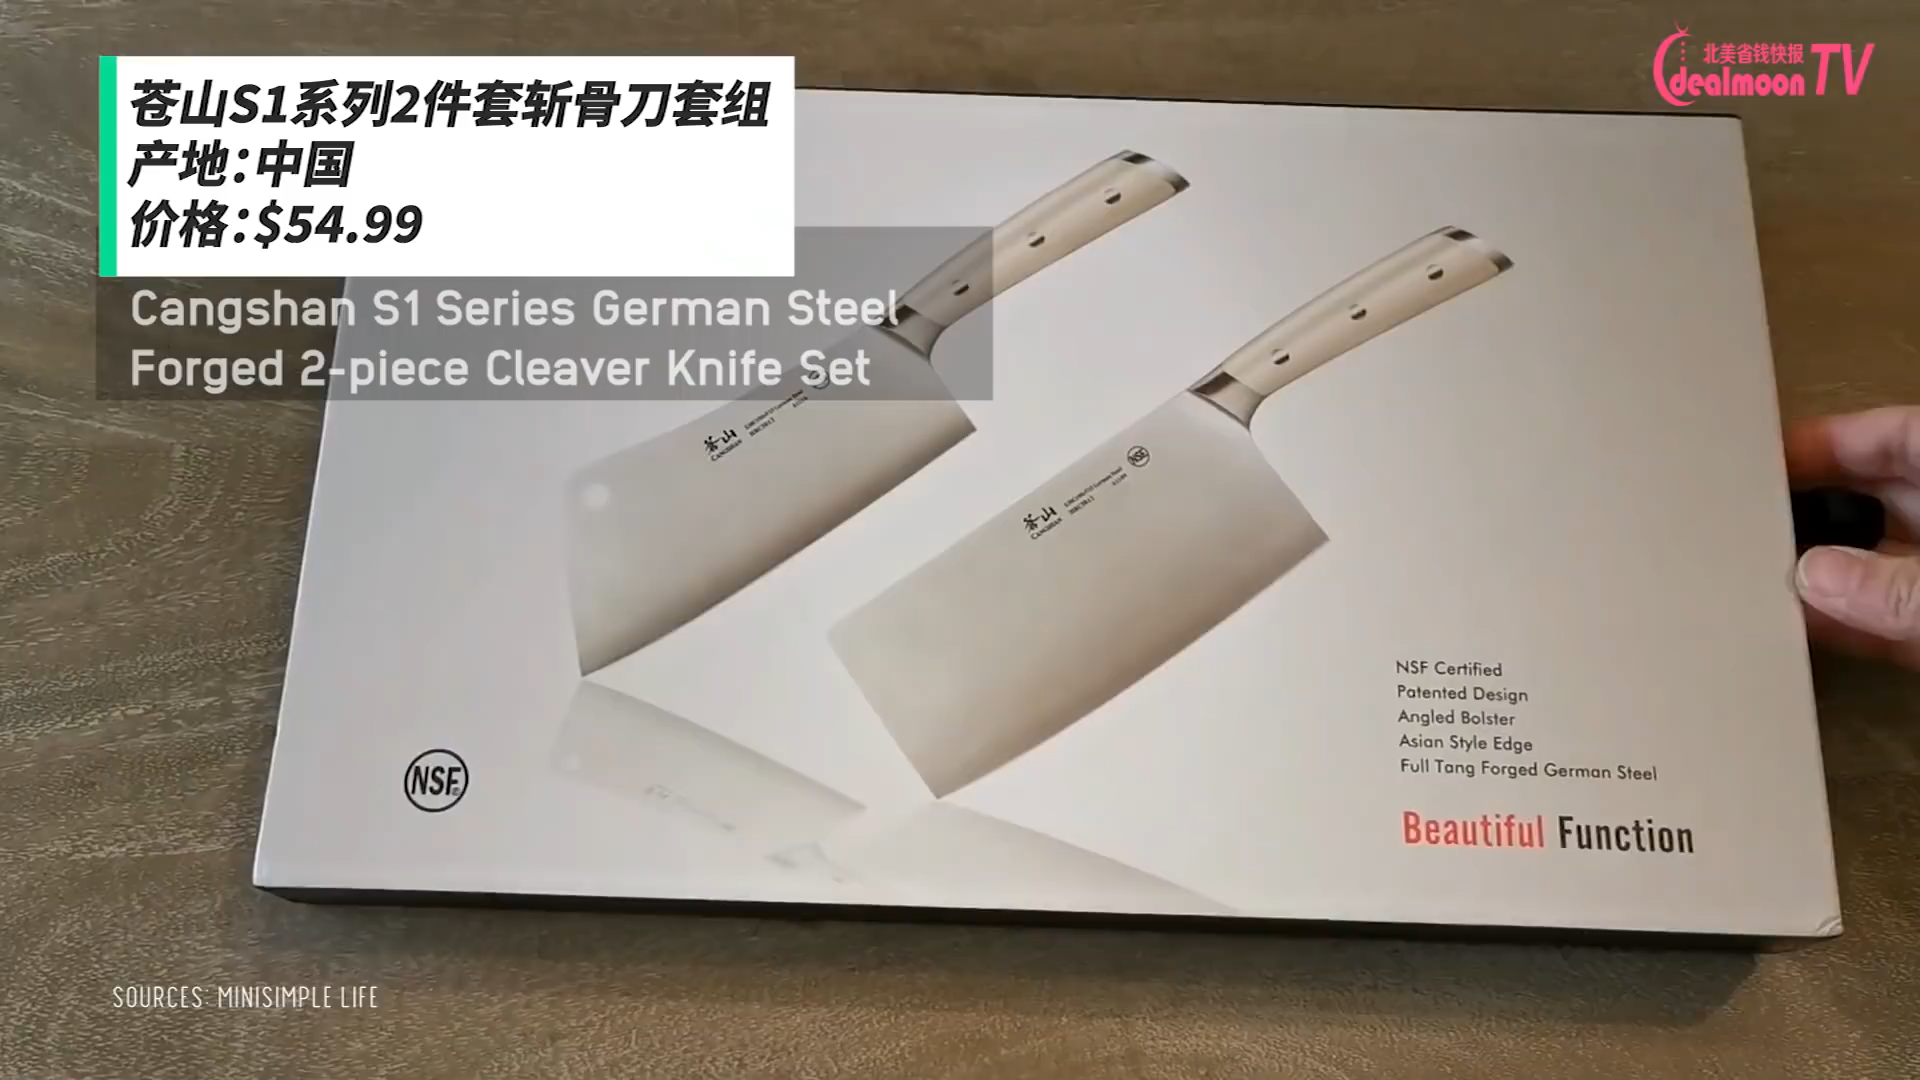 苍山S1系列2件套斩骨刀套组
产地:中国
价格:$54.99
Cangshan S1 Series German Steel
Forged 2-piece Cleaver Knife Set
北美省钱快报
dealmoon TV
苍山
CANGSHAN
苍山
CANGSHAN
NSF
NSF Certified
Patented Design
Angled Bolster
Asian Style Edge
Full Tang Forged German Steel
Beautiful Function
NSF
SOURCES: MINISIMPLE LIFE